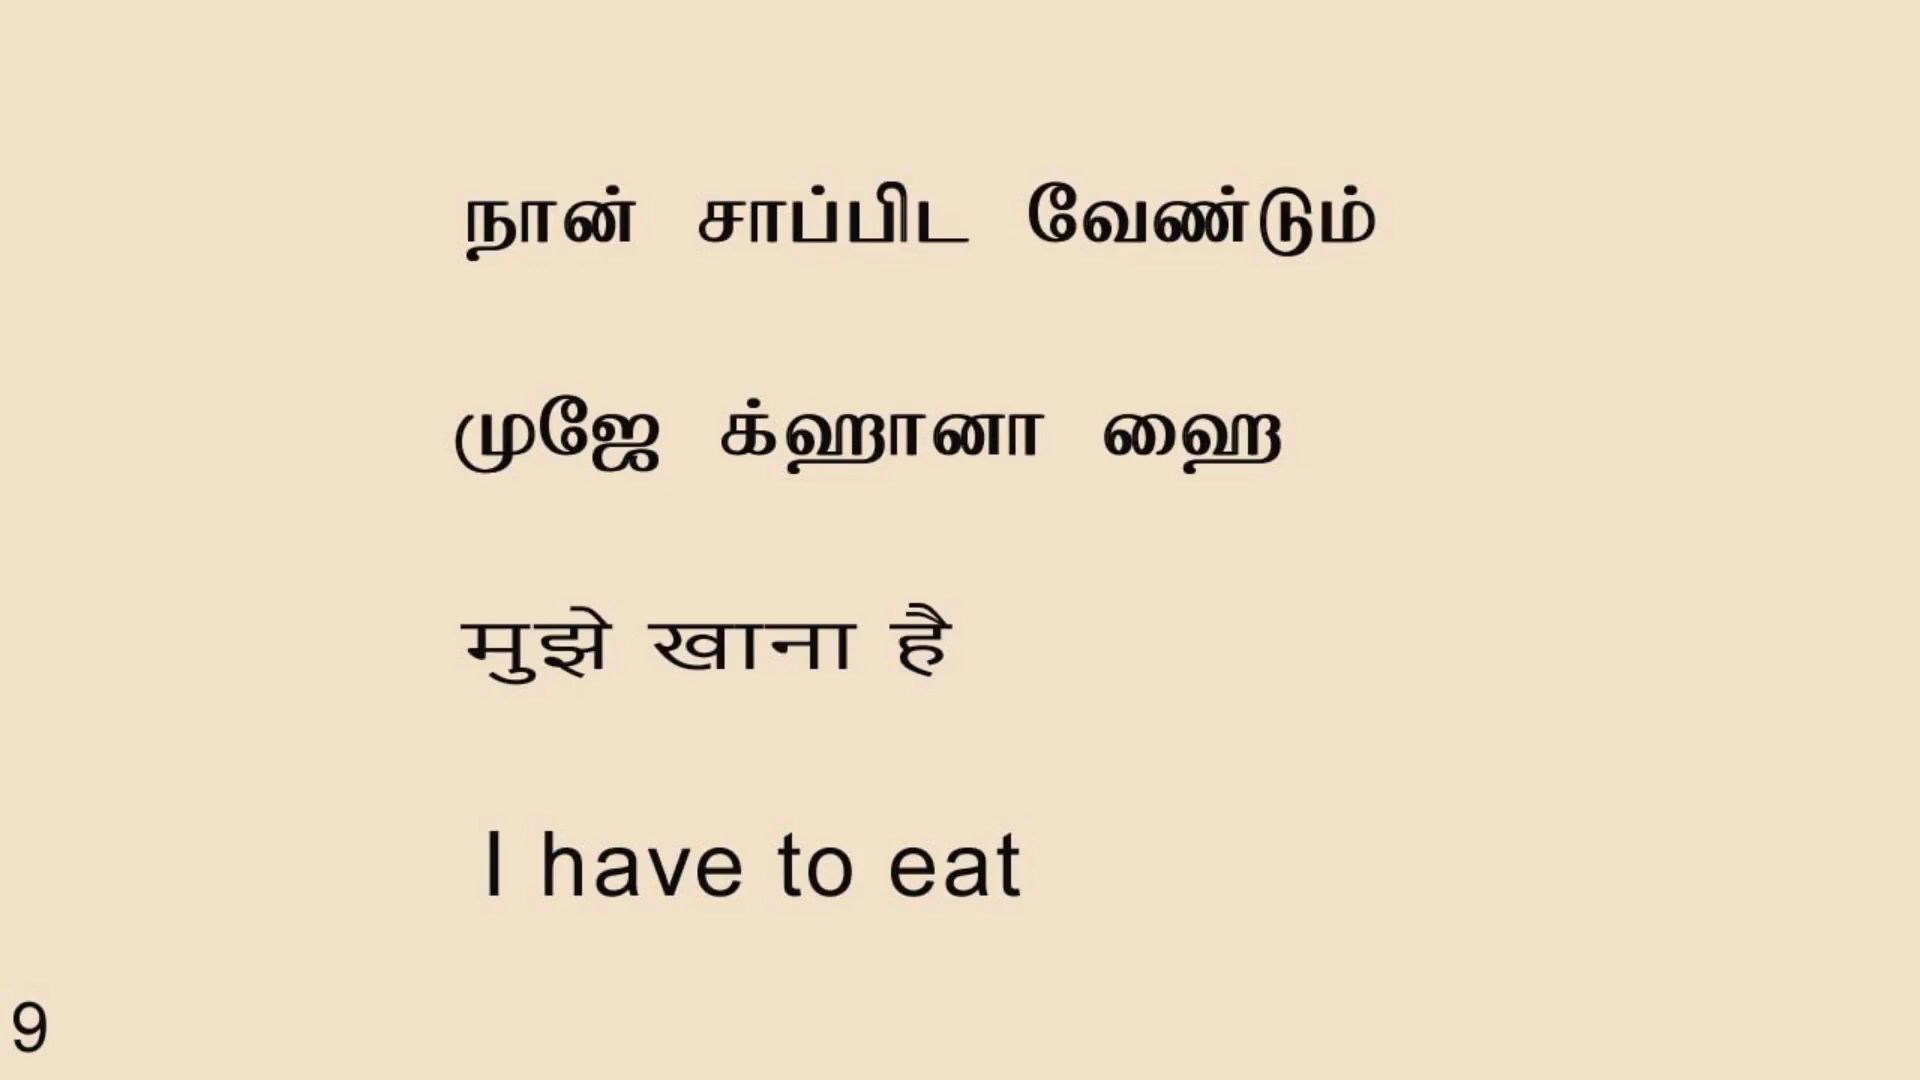 நான் சாப்பிட வேண்டும்
முஜே க்ஹானா ஹை
मुझे खाना है
I have to eat
9